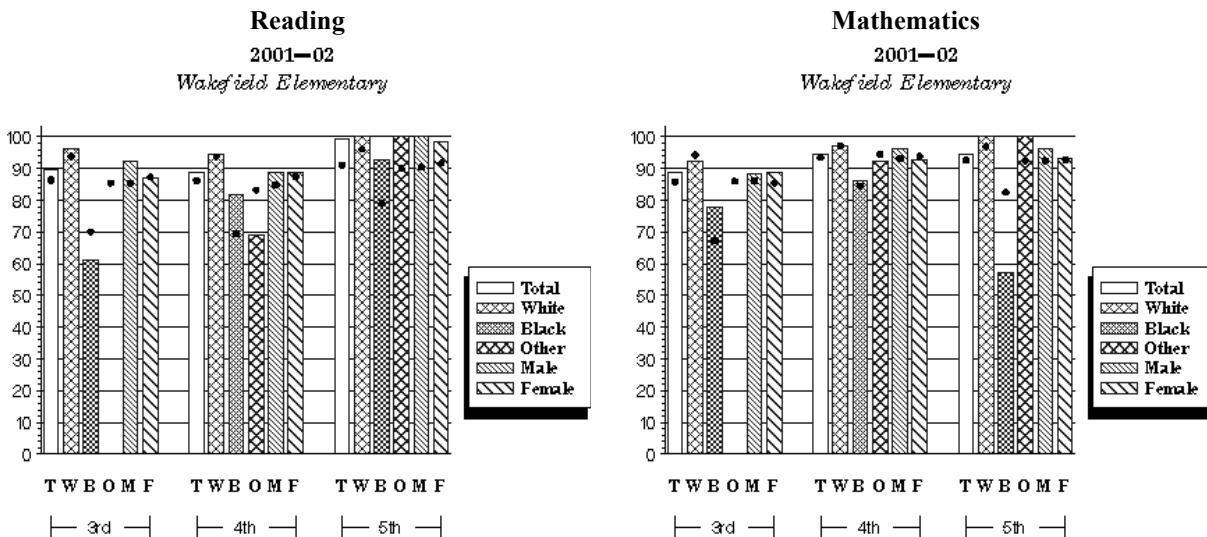 Reading
2001—02
Wakefield Elementary
100
90
80
70
60
50
40
30
20
10
0
T W B O M F T W B O M F T W B O M F
3rd 4th 5th
Total
White
Black
Other
Male
Female
Mathematics
2001—02
Wakefield Elementary
100
90
80
70
60
50
40
30
20
10
0
T W B O M F T W B O M F T W B O M F
3rd 4th 5th
Total
White
Black
Other
Male
Female